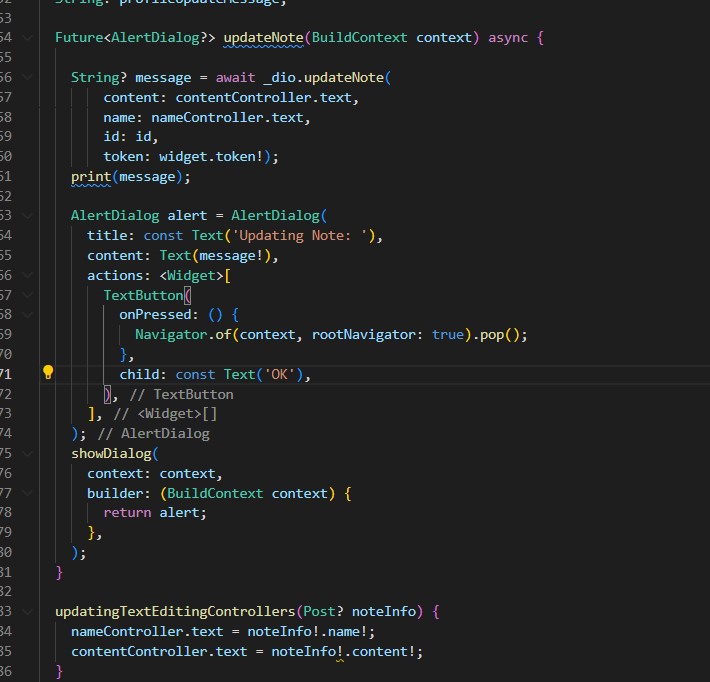 String? profileUpdateMessage;
53
54 Future<AlertDialog?> updateNote(BuildContext context) async {
55
56 String? message = await _dio.updateNote(
57 content: contentController.text,
58 name: nameController.text,
59 id: id,
60 token: widget.token!);
61 print(message);
62
63 AlertDialog alert = AlertDialog(
64 title: const Text('Updating Note: '),
65 content: Text(message!),
66 actions: <Widget>[
67 TextButton(
68 onPressed: () {
69 Navigator.of(context, rootNavigator: true).pop();
70 },
71 child: const Text('OK'),
72 ), // TextButton
73 ], // <Widget>[]
74 ); // AlertDialog
75 showDialog(
76 context: context,
77 builder: (BuildContext context) {
78 return alert;
79 },
80 );
81 }
82
83 updatingTextEditingControllers(Post? noteInfo) {
84 nameController.text = noteInfo!.name!;
85 contentController.text = noteInfo!.content!;
86 }